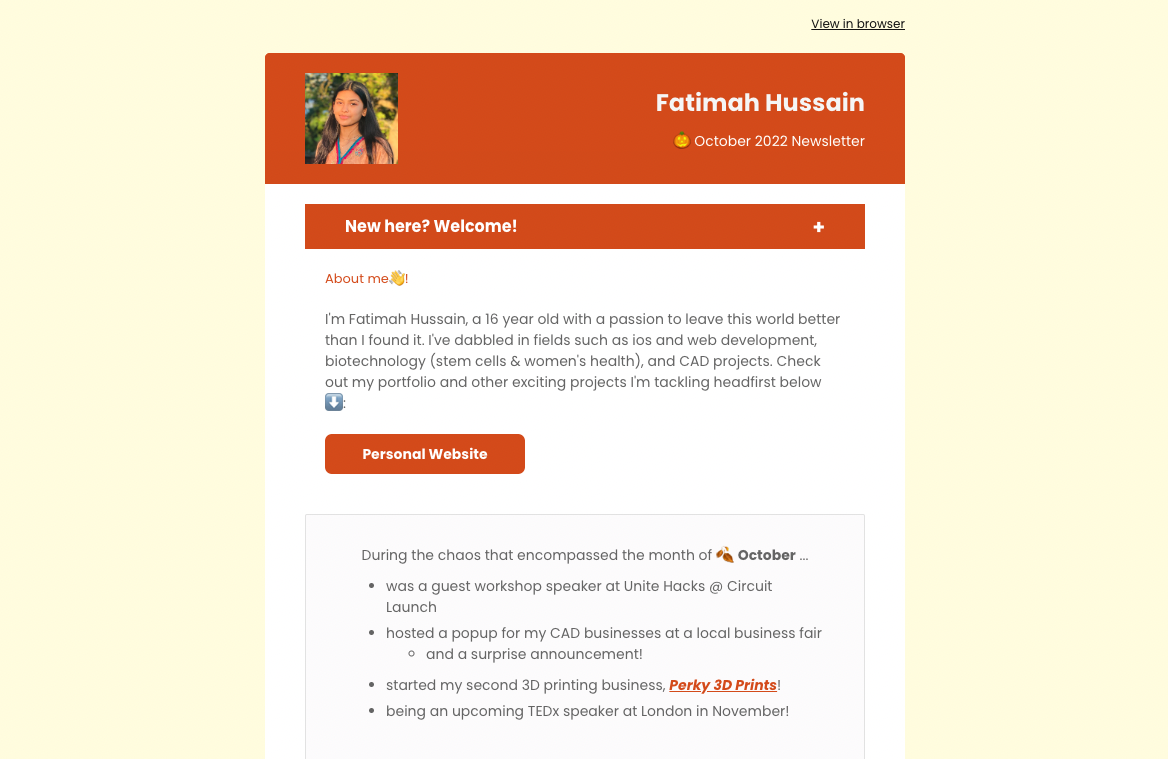 View in browser
Fatimah Hussain
🎃 October 2022 Newsletter
New here? Welcome!
+
About me👋!
I'm Fatimah Hussain, a 16 year old with a passion to leave this world better
than I found it. I've dabbled in fields such as ios and web development,
biotechnology (stem cells & women's health), and CAD projects. Check
out my portfolio and other exciting projects I'm tackling headfirst below
⬇️:
Personal Website
During the chaos that encompassed the month of 🍂 October ...
• was a guest workshop speaker at Unite Hacks @ Circuit
Launch
• hosted a popup for my CAD businesses at a local business fair
◦ and a surprise announcement!
• started my second 3D printing business, Perky 3D Prints!
• being an upcoming TEDx speaker at London in November!